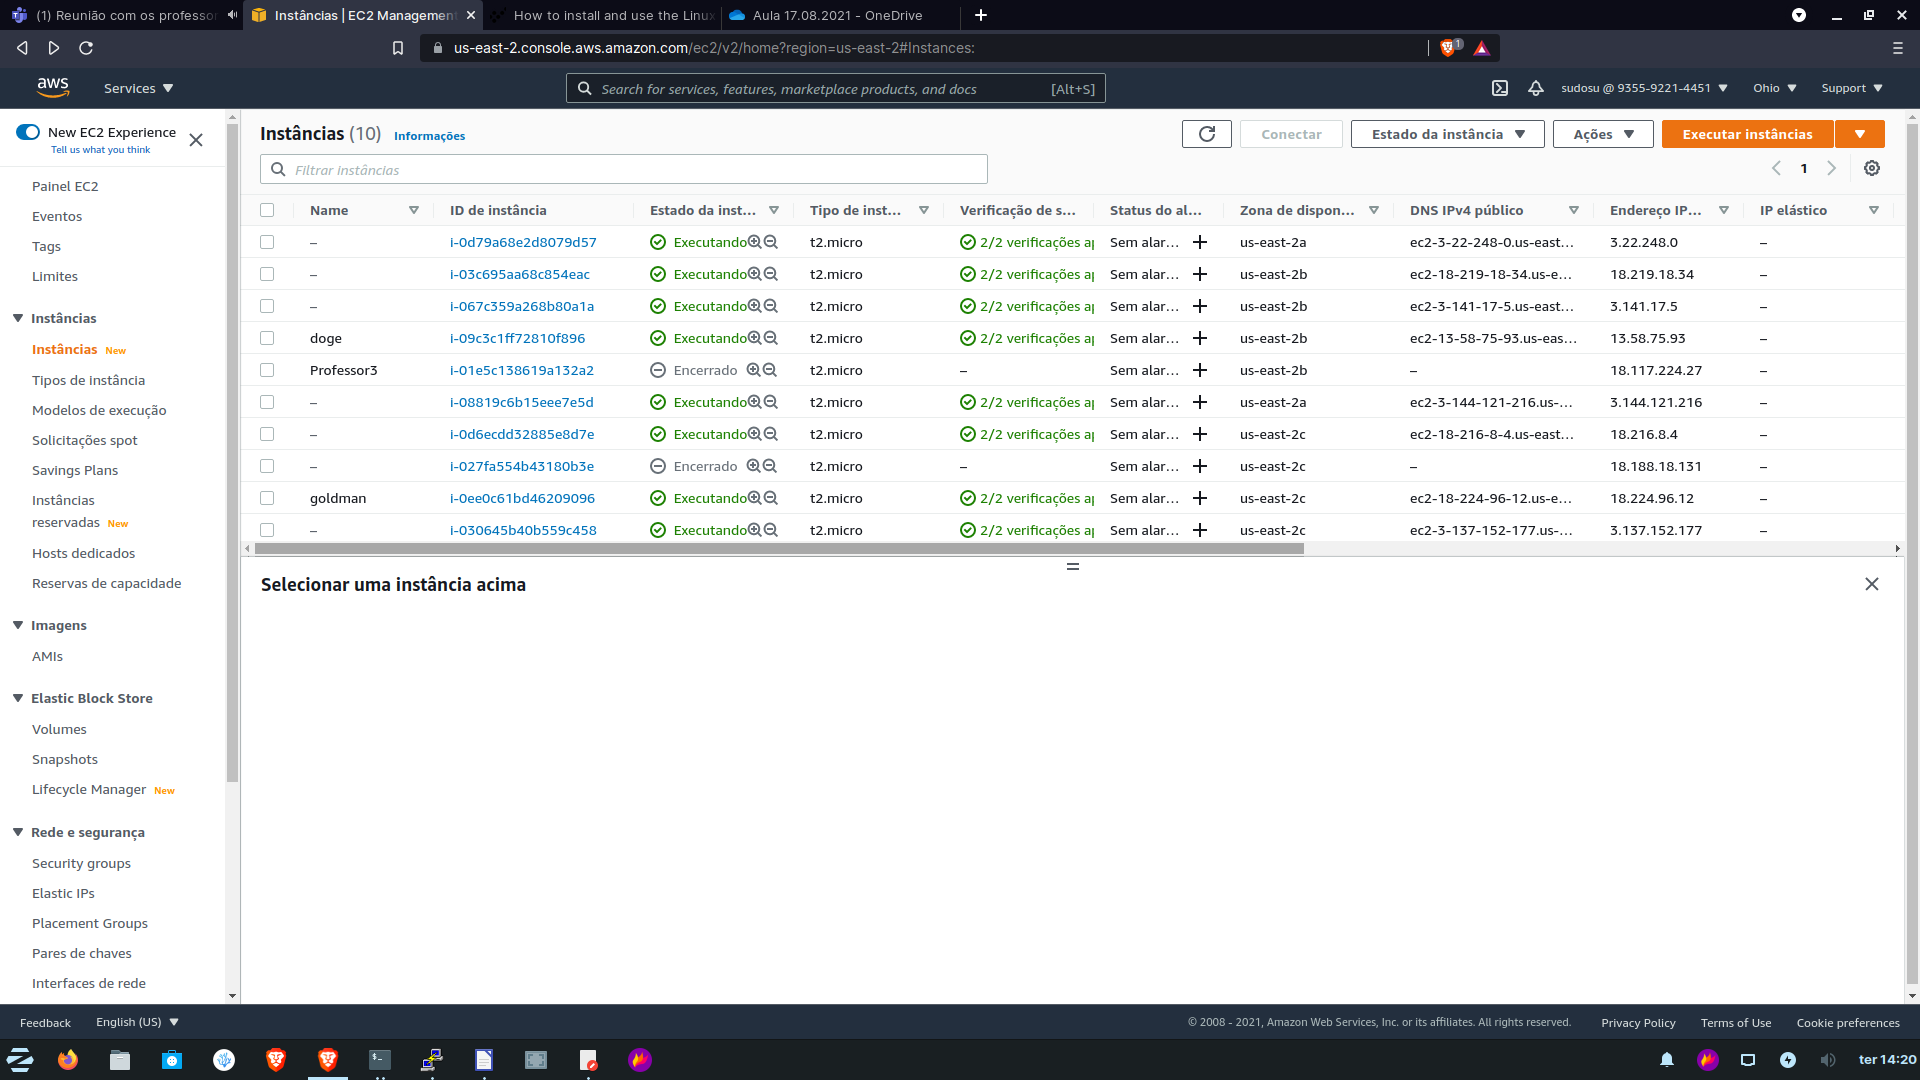 (1) Reunião com os professor
Instâncias | EC2 Management
How to install and use the Linux
Aula 17.08.2021 - OneDrive
us-east-2.console.aws.amazon.com/ec2/v2/home?region=us-east-2#Instances:
1
aws
Services
Search for services, features, marketplace products, and docs [Alt+S]
sudosu @ 9355-9221-4451
Ohio
Support
New EC2 Experience
Tell us what you think
Painel EC2
Eventos
Tags
Limites
Instâncias
Instâncias New
Tipos de instância
Modelos de execução
Solicitações spot
Savings Plans
Instâncias
reservadas New
Hosts dedicados
Reservas de capacidade
Imagens
AMIs
Elastic Block Store
Volumes
Snapshots
Lifecycle Manager New
Rede e segurança
Security groups
Elastic IPs
Placement Groups
Pares de chaves
Interfaces de rede
Instâncias (10) Informações
Conectar
Estado da instância
Ações
Executar instâncias
Filtrar instâncias
1
Name ID de instância Estado da inst... Tipo de inst... Verificação de s... Status do al... Zona de dispon... DNS IPv4 público Endereço IP... IP elástico
– i-0d79a68e2d8079d57 Executando t2.micro 2/2 verificações ap Sem alar... us-east-2a ec2-3-22-248-0.us-east... 3.22.248.0 –
– i-03c695aa68c854eac Executando t2.micro 2/2 verificações ap Sem alar... us-east-2b ec2-18-219-18-34.us-e... 18.219.18.34 –
– i-067c359a268b80a1a Executando t2.micro 2/2 verificações ap Sem alar... us-east-2b ec2-3-141-17-5.us-east... 3.141.17.5 –
doge i-09c3c1ff72810f896 Executando t2.micro 2/2 verificações ap Sem alar... us-east-2b ec2-13-58-75-93.us-eas... 13.58.75.93 –
Professor3 i-01e5c138619a132a2 Encerrado t2.micro – Sem alar... us-east-2b – 18.117.224.27 –
– i-08819c6b15eee7e5d Executando t2.micro 2/2 verificações ap Sem alar... us-east-2a ec2-3-144-121-216.us-... 3.144.121.216 –
– i-0d6ecdd32885e8d7e Executando t2.micro 2/2 verificações ap Sem alar... us-east-2c ec2-18-216-8-4.us-east... 18.216.8.4 –
– i-027fa554b43180b3e Encerrado t2.micro – Sem alar... us-east-2c – 18.188.18.131 –
goldman i-0ee0c61bd46209096 Executando t2.micro 2/2 verificações ap Sem alar... us-east-2c ec2-18-224-96-12.us-e... 18.224.96.12 –
– i-030645b40b559c458 Executando t2.micro 2/2 verificações ap Sem alar... us-east-2c ec2-3-137-152-177.us-... 3.137.152.177 –
Selecionar uma instância acima
Feedback
English (US)
© 2008 - 2021, Amazon Web Services, Inc. or its affiliates. All rights reserved.
Privacy Policy
Terms of Use
Cookie preferences
ter 14:20